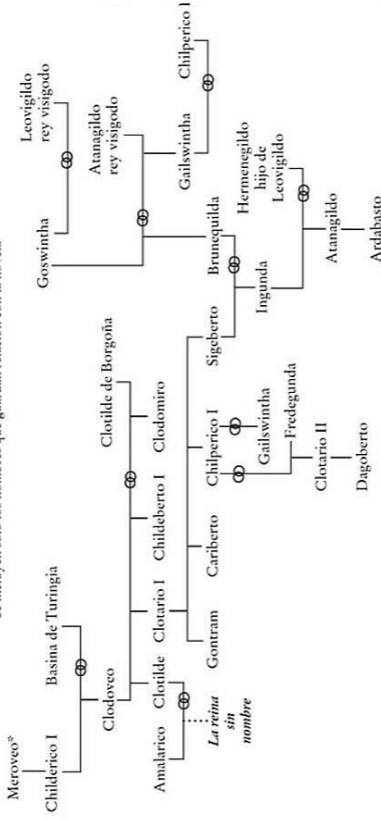 Leovigildo
rey visigodo
Goswintha
Atanagildo
rey visigodo
Gailswintha
Chilperico I
Brunequilda
Hermenegildo
hijo de
Leovigildo
Ingunda
Atanagildo
Ardabasto
Meroveo*
Childerico I
Basina de Turingia
Clodoveo
Clotilde de Borgoña
Amalarico
Clotilde
Clotario I
Childeberto I
Clodomiro
La reina
sin
nombre
Gontram
Cariberto
Chilperico I
Sigeberto
Gailswintha
Fredegunda
Clotario II
Dagoberto